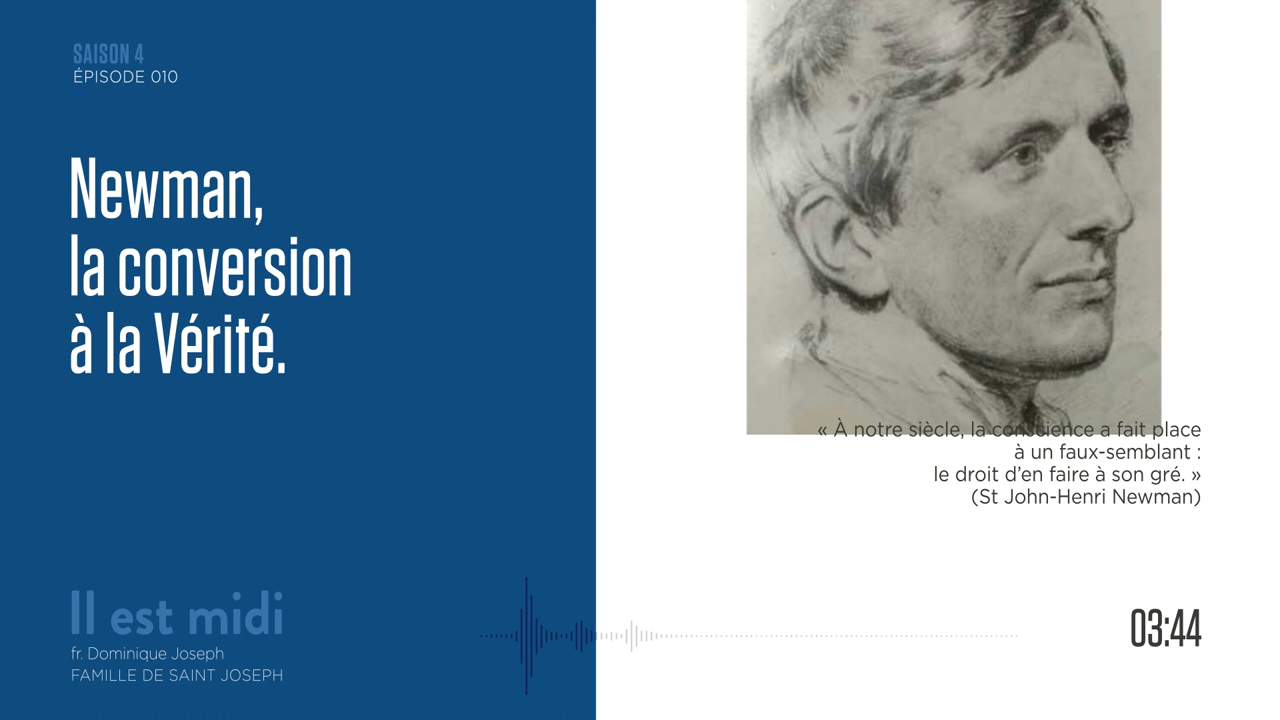 SAISON 4
ÉPISODE 010
Newman,
la conversion
à la Vérité.
« À notre siècle, la conscience a fait place
à un faux-semblant :
le droit d’en faire à son gré. »
(St John-Henri Newman)
Il est midi
fr. Dominique Joseph
FAMILLE DE SAINT JOSEPH
03:44